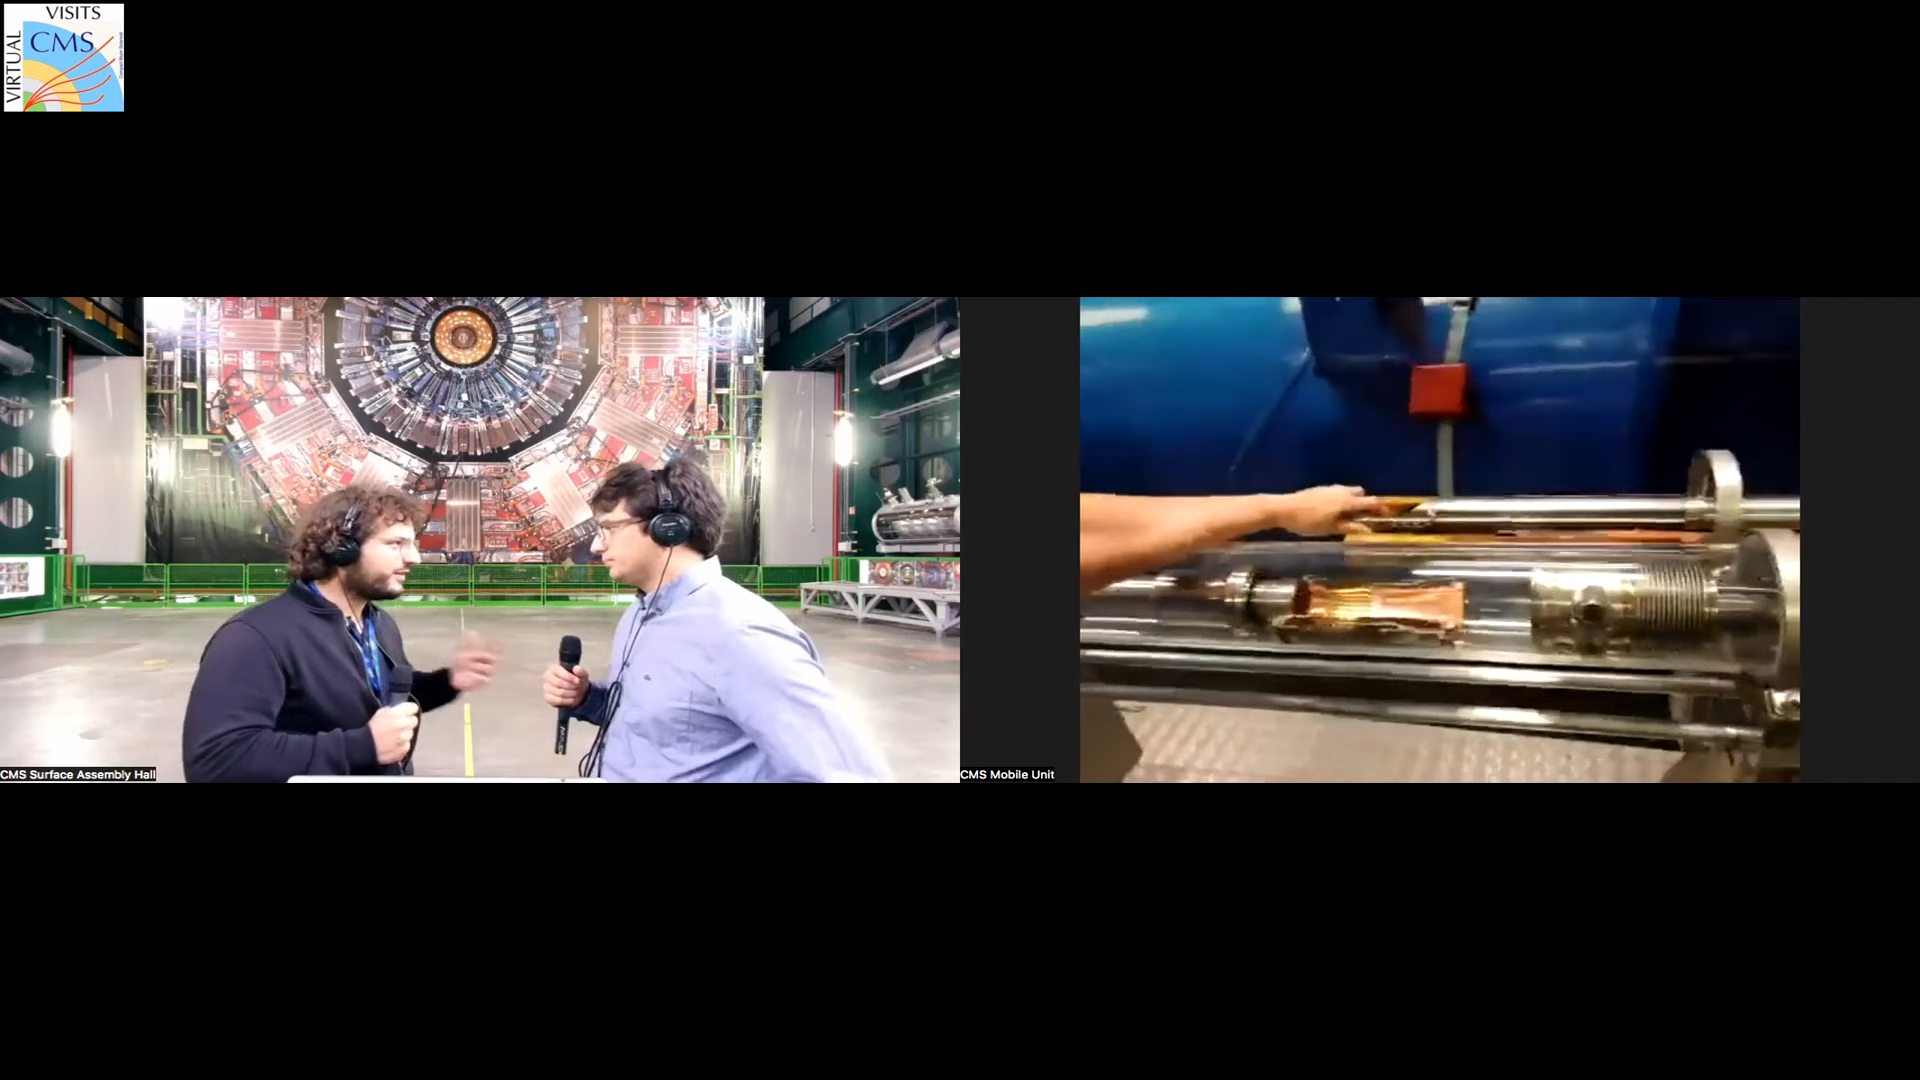 VISITS
VIRTUAL
CMS
CMS Surface Assembly Hall
CMS Mobile Unit